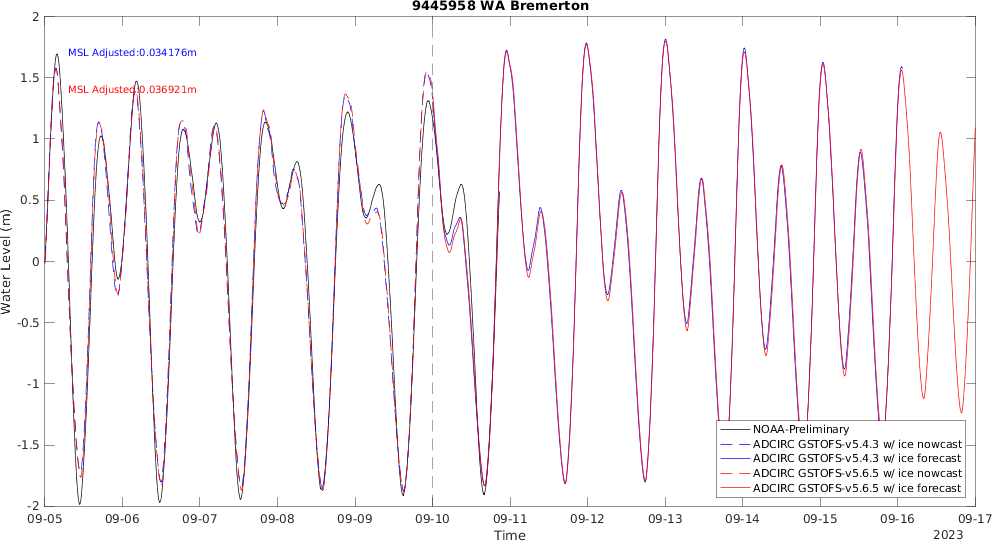 9445958 WA Bremerton
MSL Adjusted:0.034176m
MSL Adjusted:0.036921m
Water Level (m)
2
1.5
1
0.5
0
-0.5
-1
-1.5
-2
NOAA-Preliminary
ADCIRC GSTOFS-v5.4.3 w/ ice nowcast
ADCIRC GSTOFS-v5.4.3 w/ ice forecast
ADCIRC GSTOFS-v5.6.5 w/ ice nowcast
ADCIRC GSTOFS-v5.6.5 w/ ice forecast
09-05 09-06 09-07 09-08 09-09 09-10 09-11 09-12 09-13 09-14 09-15 09-16 09-17
Time
2023